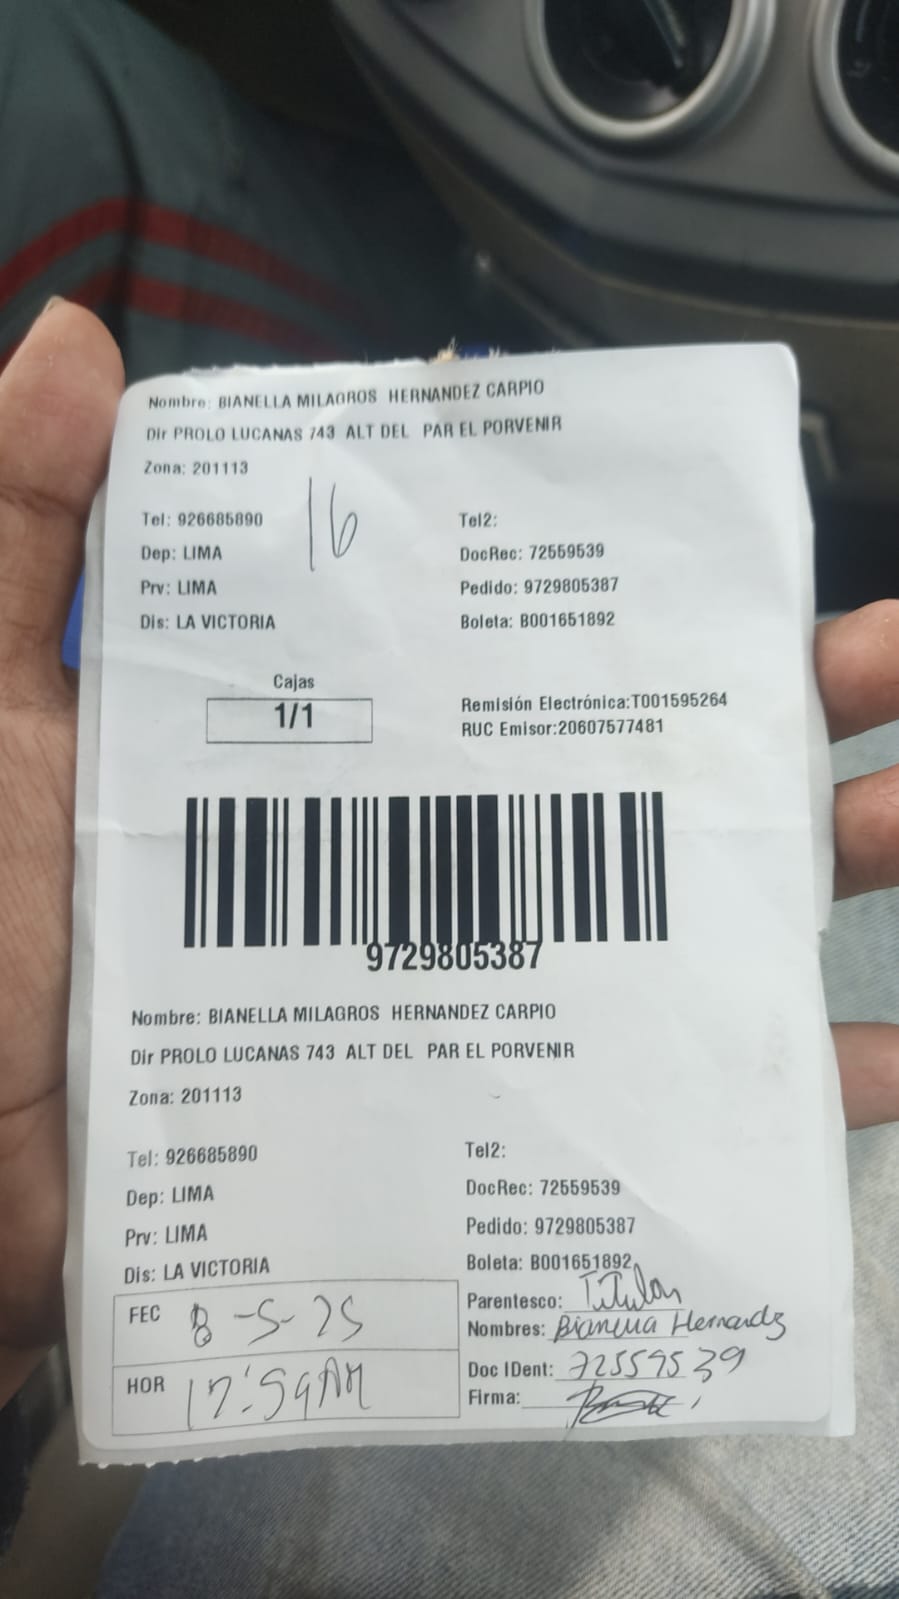 Nombre: BIANELLA MILAGROS HERNANDEZ CARPIO
Dir PROLO LUCANAS 743 ALT DEL PAR EL PORVENIR
Zona: 201113
16
Tel: 926685890
Tel2:
Dep: LIMA
DocRec: 72559539
Prv: LIMA
Pedido: 9729805387
Dis: LA VICTORIA
Boleta: B001651892
Cajas
1/1
Remisión Electrónica:T001595264
RUC Emisor:20607577481
9729805387
Nombre: BIANELLA MILAGROS HERNANDEZ CARPIO
Dir PROLO LUCANAS 743 ALT DEL PAR EL PORVENIR
Zona: 201113
Tel: 926685890
Tel2:
Dep: LIMA
DocRec: 72559539
Prv: LIMA
Pedido: 9729805387
Dis: LA VICTORIA
Boleta: B001651892
FEC 8-5-25
Parentesco: Titular
Nombres: Hernandz
HOR 12:59AM
Doc IDent: 72559539
Firma: